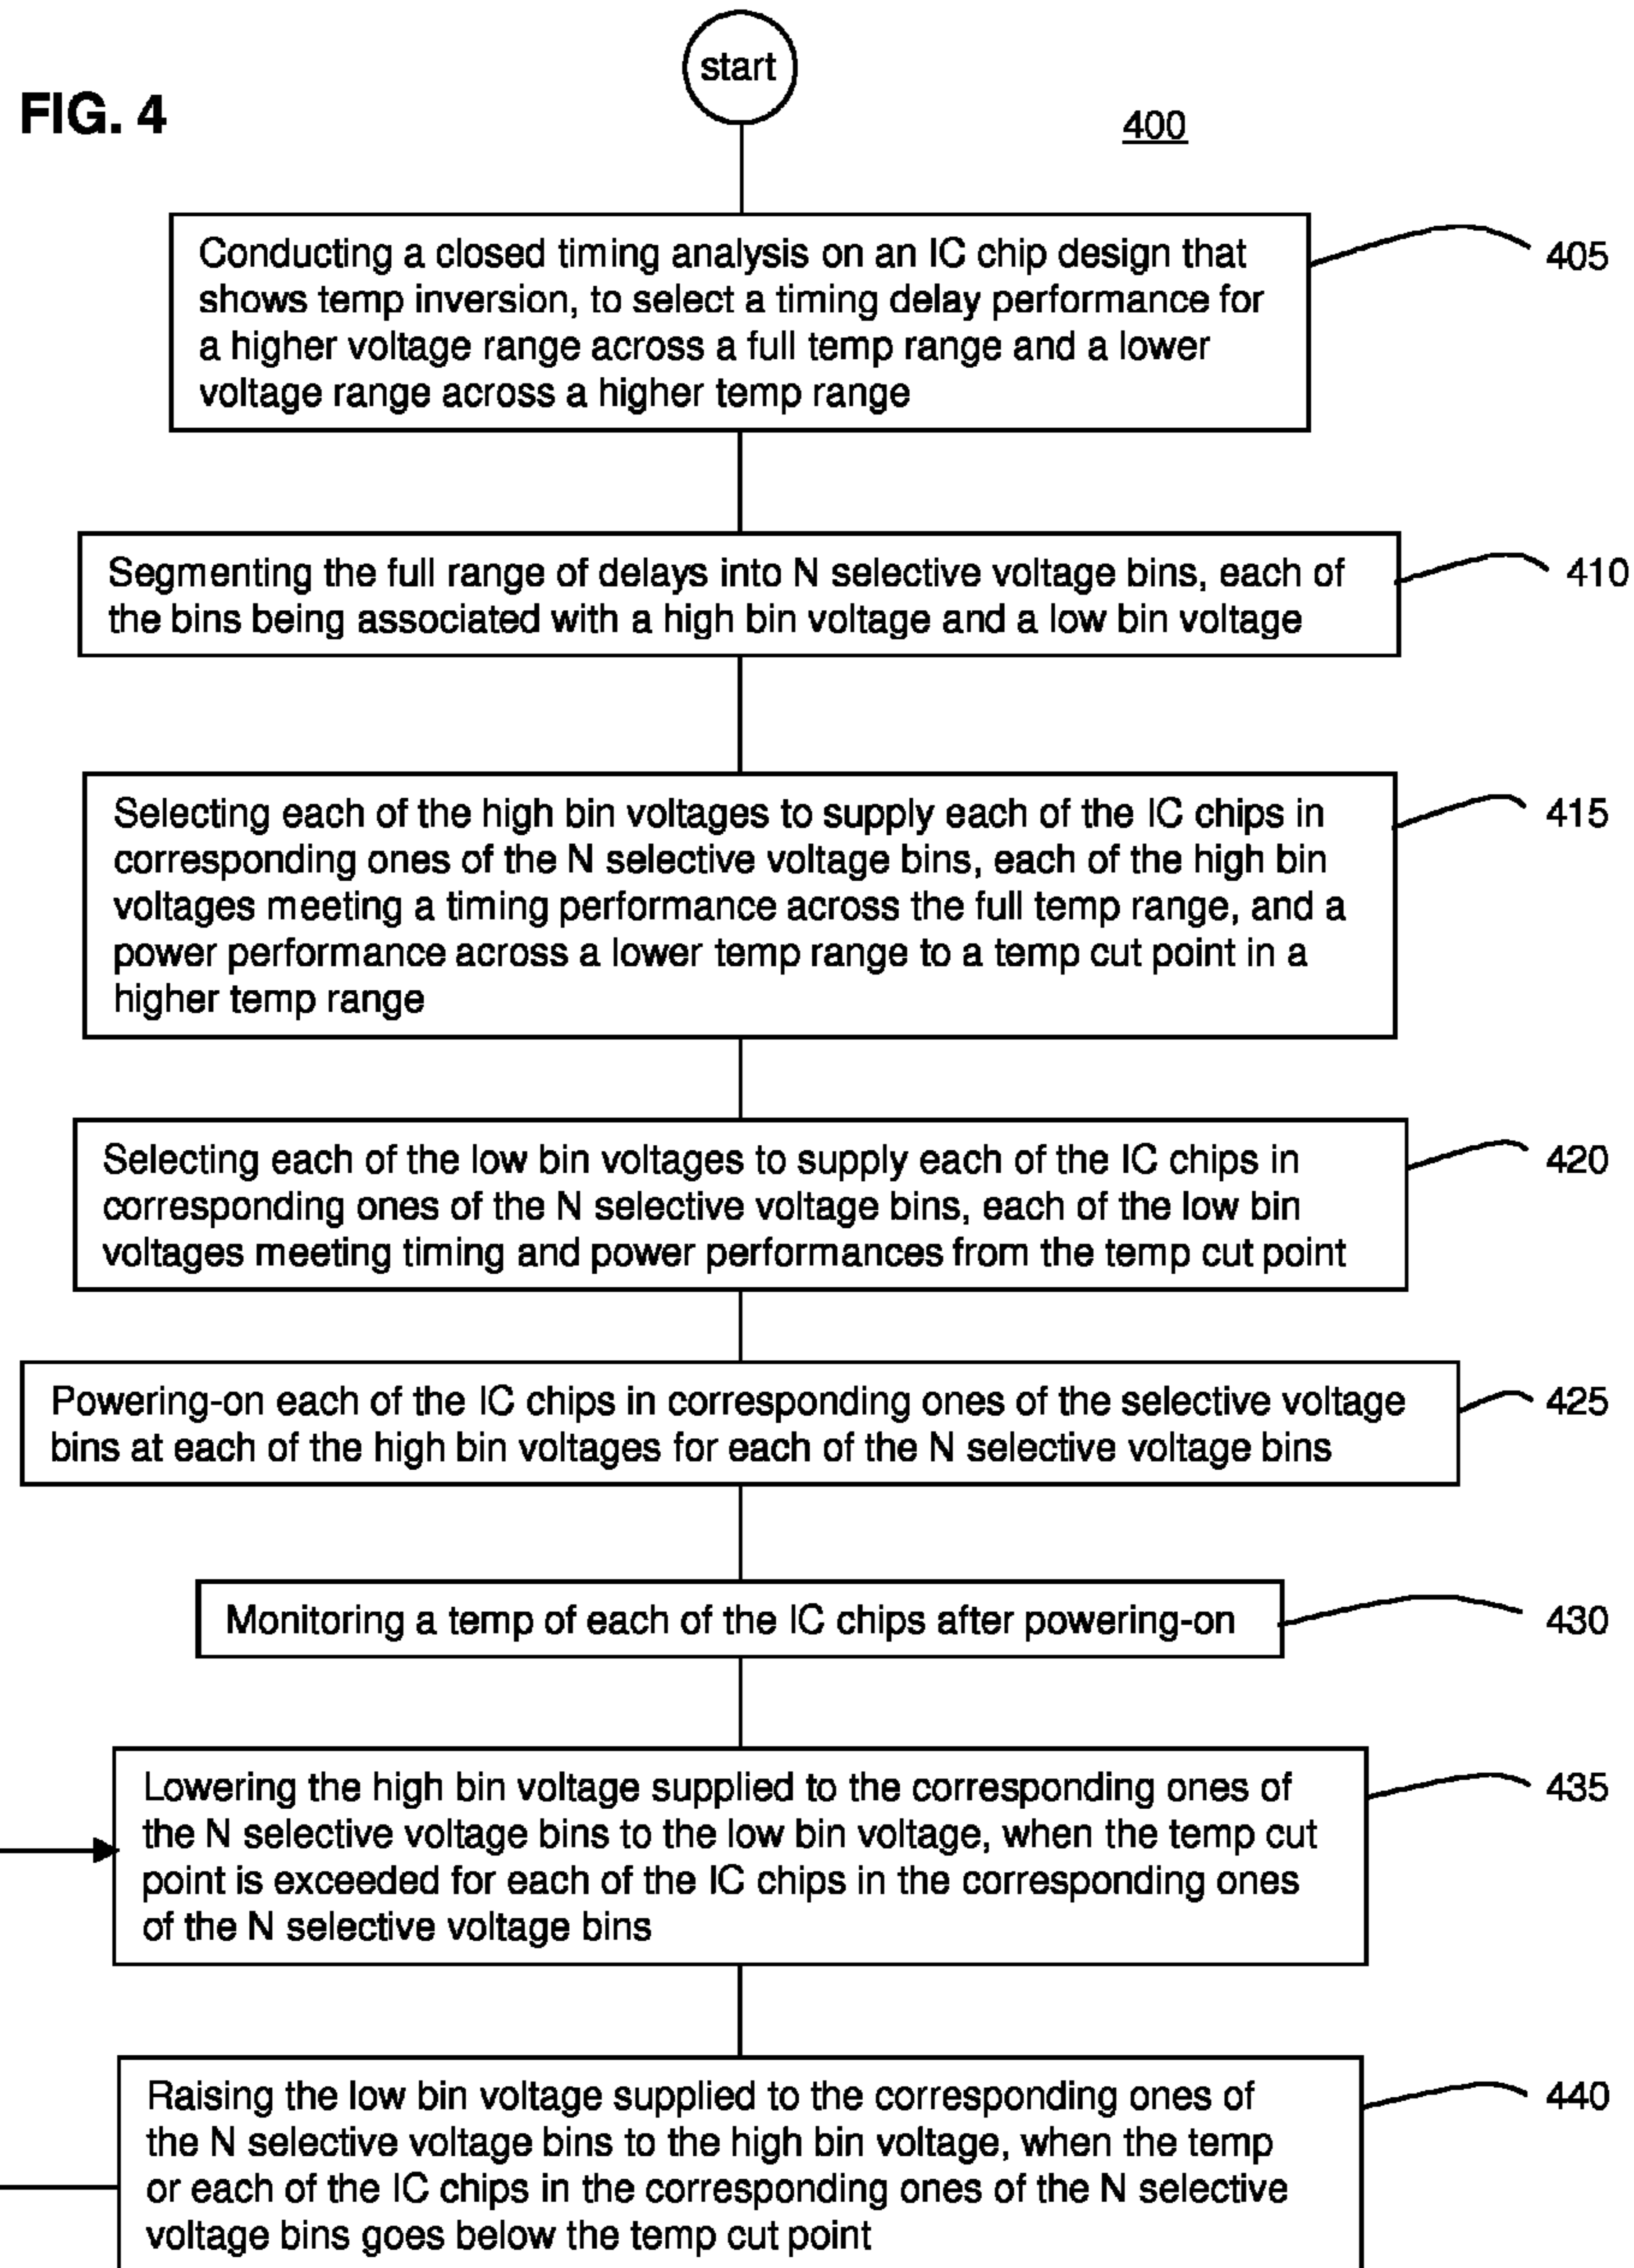 start
FIG. 4
400
Conducting a closed timing analysis on an IC chip design that
shows temp inversion, to select a timing delay performance for
a higher voltage range across a full temp range and a lower
voltage range across a higher temp range
405
Segmenting the full range of delays into N selective voltage bins, each of
the bins being associated with a high bin voltage and a low bin voltage
410
Selecting each of the high bin voltages to supply each of the IC chips in
corresponding ones of the N selective voltage bins, each of the high bin
voltages meeting a timing performance across the full temp range, and a
power performance across a lower temp range to a temp cut point in a
higher temp range
415
Selecting each of the low bin voltages to supply each of the IC chips in
corresponding ones of the N selective voltage bins, each of the low bin
voltages meeting timing and power performances from the temp cut point
420
Powering-on each of the IC chips in corresponding ones of the selective voltage
bins at each of the high bin voltages for each of the N selective voltage bins
425
Monitoring a temp of each of the IC chips after powering-on
430
Lowering the high bin voltage supplied to the corresponding ones of
the N selective voltage bins to the low bin voltage, when the temp cut
point is exceeded for each of the IC chips in the corresponding ones
of the N selective voltage bins
435
Raising the low bin voltage supplied to the corresponding ones of
the N selective voltage bins to the high bin voltage, when the temp
or each of the IC chips in the corresponding ones of the N selective
voltage bins goes below the temp cut point
440